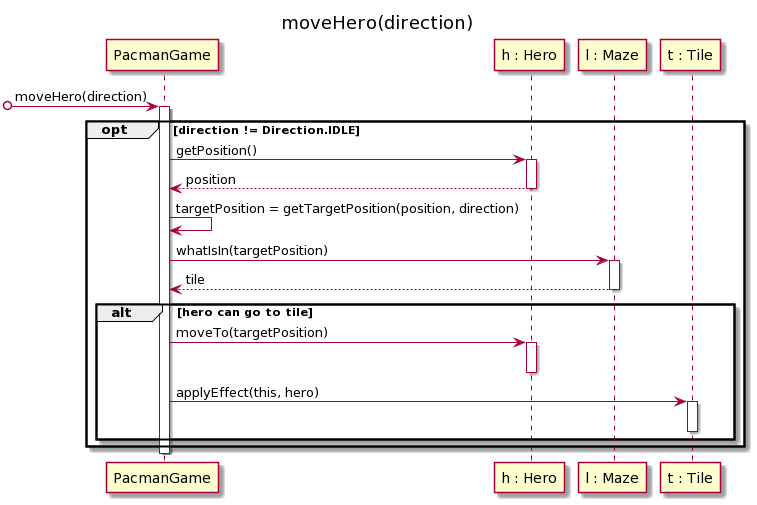 moveHero(direction)
PacmanGame
h : Hero
l : Maze
t : Tile
moveHero(direction)
opt
[direction != Direction.IDLE]
getPosition()
position
targetPosition = getTargetPosition(position, direction)
whatIsIn(targetPosition)
tile
alt
[hero can go to tile]
moveTo(targetPosition)
applyEffect(this, hero)
PacmanGame
h : Hero
l : Maze
t : Tile